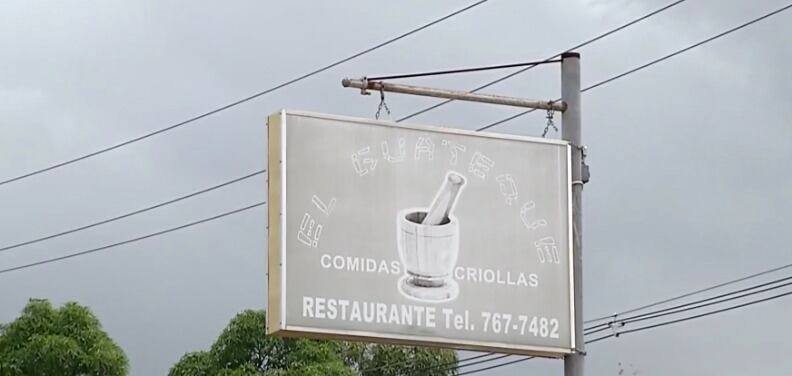 EL GUATEQUE
COMIDAS CRIOLLAS
RESTAURANTE Tel. 767-7482